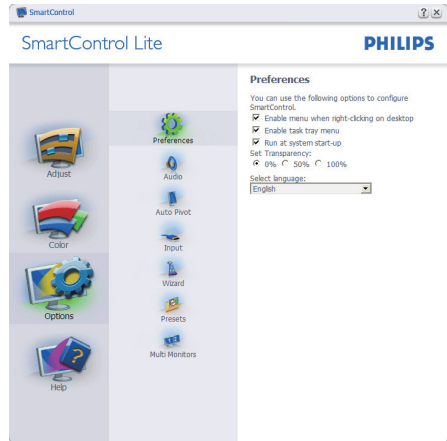 SmartControl
? ×
SmartControl Lite
PHILIPS
Adjust
Color
Options
Help
Preferences
Audio
Auto Pivot
Input
Wizard
Presets
Multi Monitors
Preferences
You can use the following options to configure
SmartControl.
Enable menu when right-clicking on desktop
Enable task tray menu
Run at system start-up
Set Transparency:
0% 50% 100%
Select language:
English